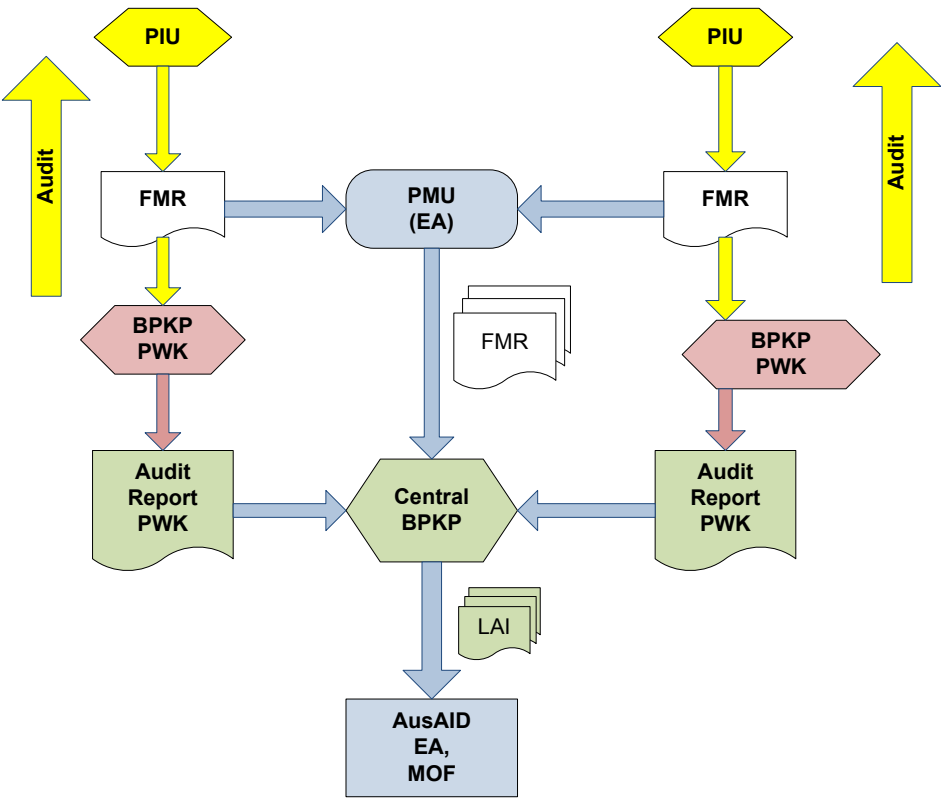 PIU
PIU
Audit
Audit
FMR
PMU
(EA)
FMR
BPKP
PWK
FMR
BPKP
PWK
Audit
Report
PWK
Central
BPKP
Audit
Report
PWK
LAI
AusAID
EA,
MOF